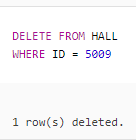 DELETE FROM HALL
WHERE ID = 5009
1 row(s) deleted.